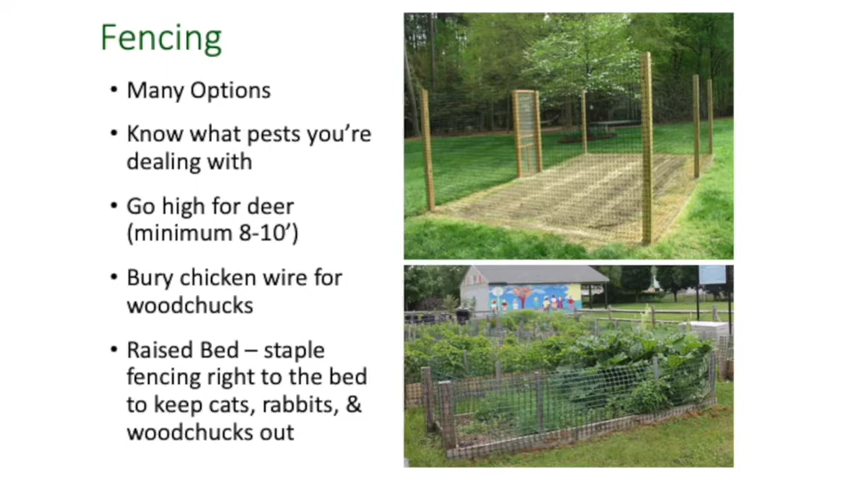 Fencing
• Many Options
• Know what pests you’re
dealing with
• Go high for deer
(minimum 8-10’)
• Bury chicken wire for
woodchucks
• Raised Bed – staple
fencing right to the bed
to keep cats, rabbits, &
woodchucks out